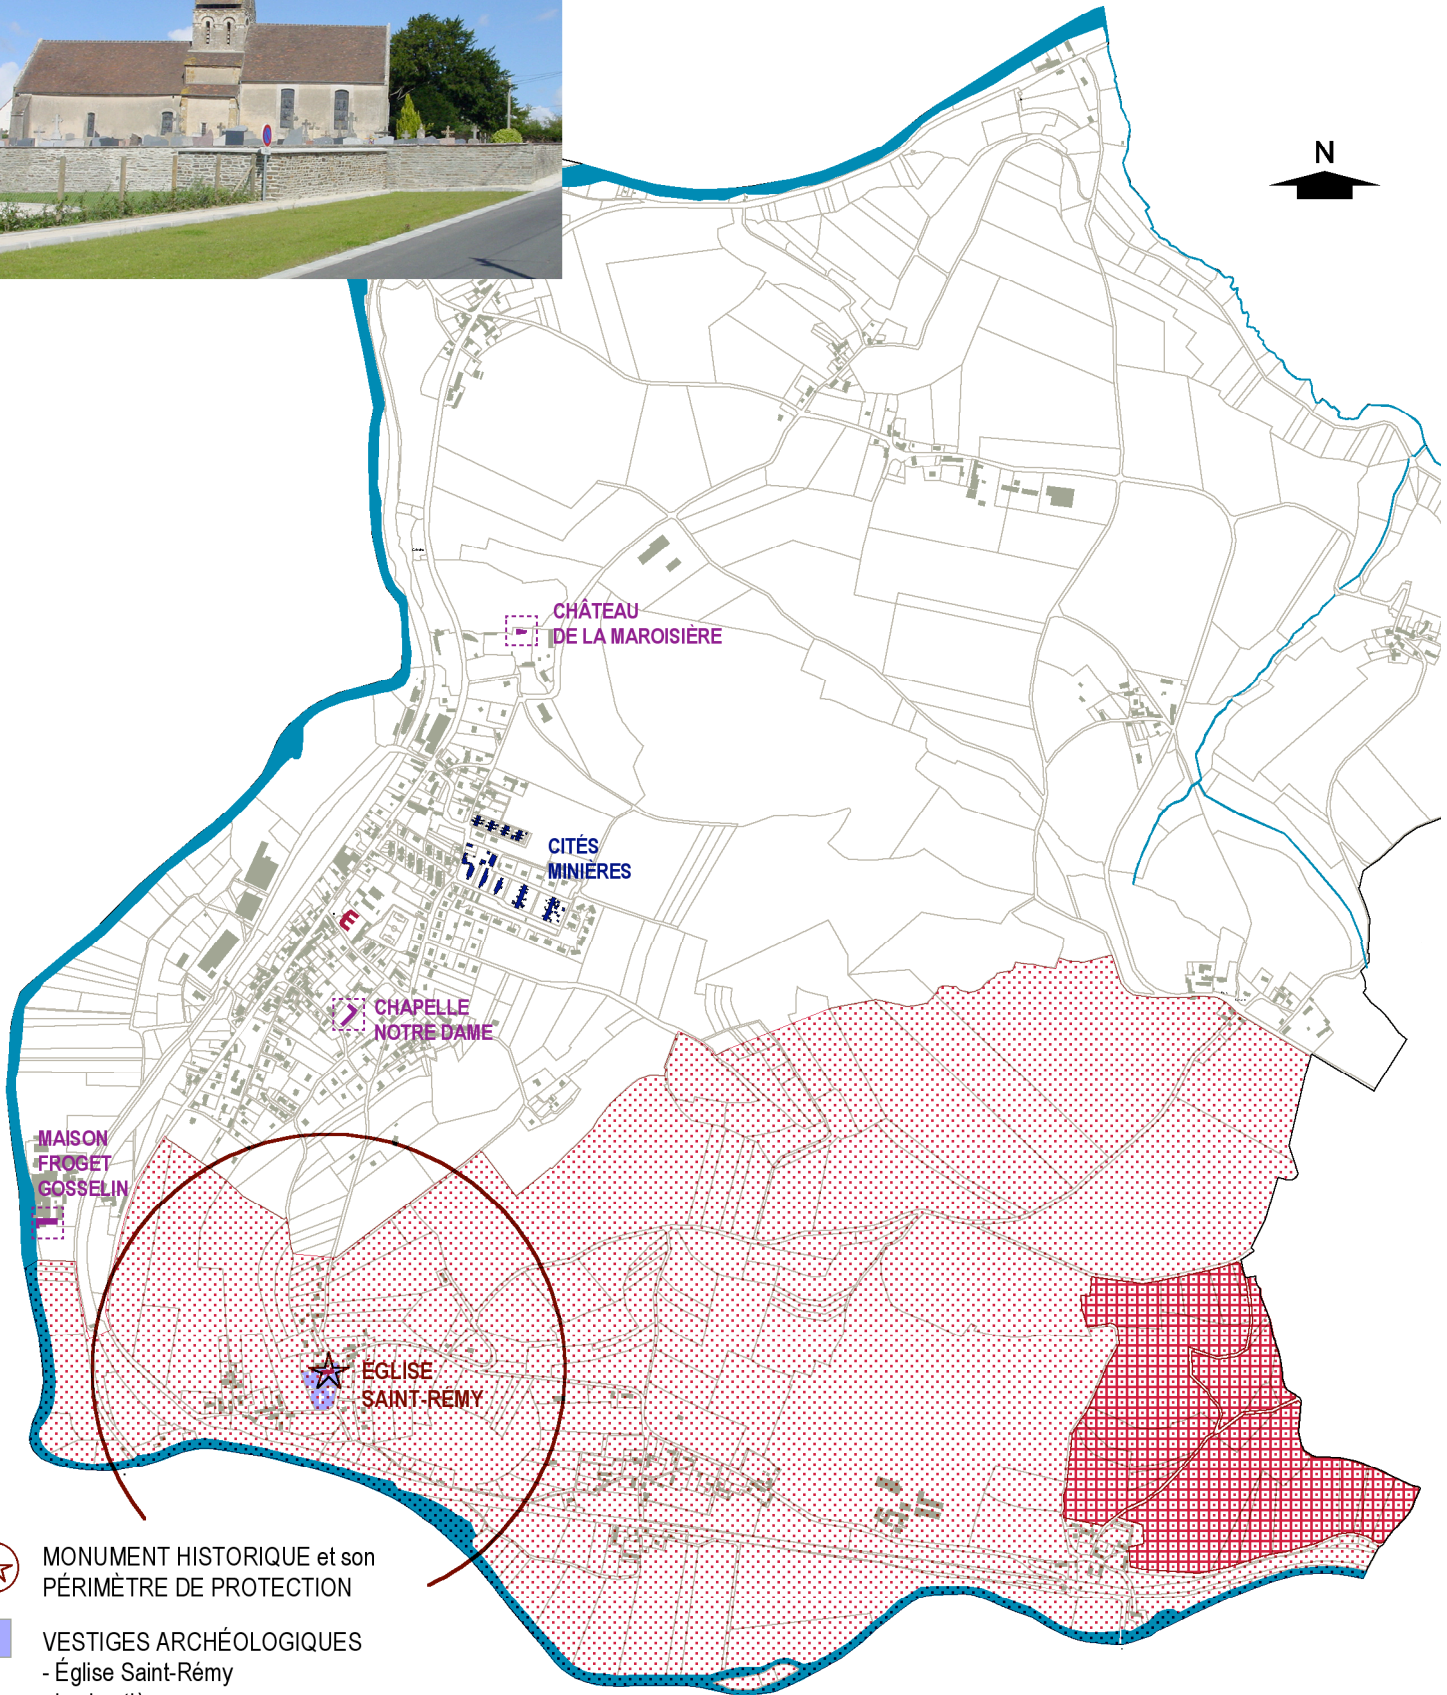 N
CHÂTEAU
DE LA MAROISIÈRE
CITÉS
MINIÈRES
CHAPELLE
NOTRE DAME
MAISON
FROGET
GOSSELIN
ÉGLISE
SAINT-RÉMY
MONUMENT HISTORIQUE et son
PÉRIMÈTRE DE PROTECTION
VESTIGES ARCHÉOLOGIQUES
- Église Saint-Rémy